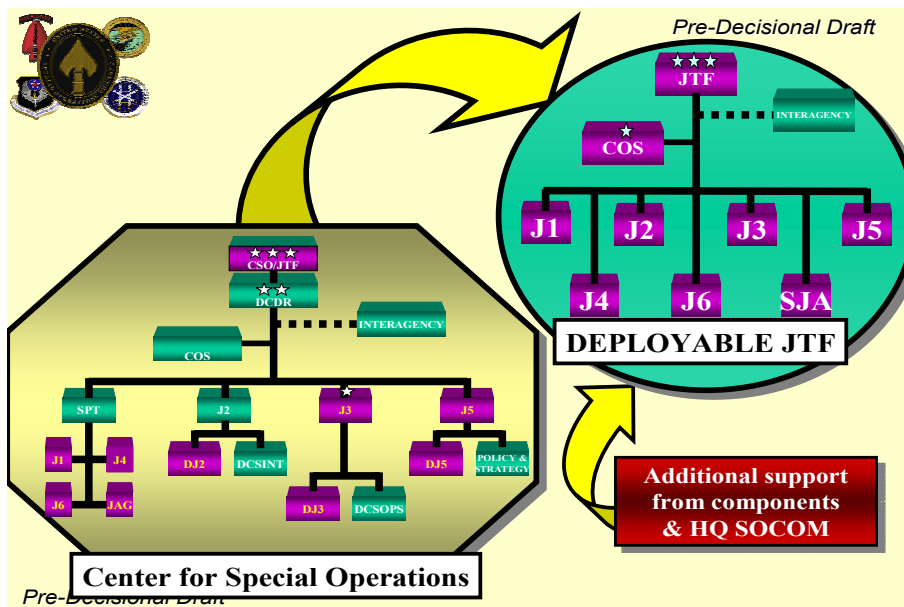 Pre-Decisional Draft
JTF
INTERAGENCY
COS
J1
J2
J3
J5
J4
J6
SJA
DEPLOYABLE JTF
CSO/JTF
DCDR
INTERAGENCY
COS
SPT
J2
J3
J5
J1
J4
DJ2
DCSINT
DJ5
POLICY &
STRATEGY
J6
JAG
DJ3
DCSOPS
Additional support
from components
& HQ SOCOM
Center for Special Operations
Pre-Decisional Draft